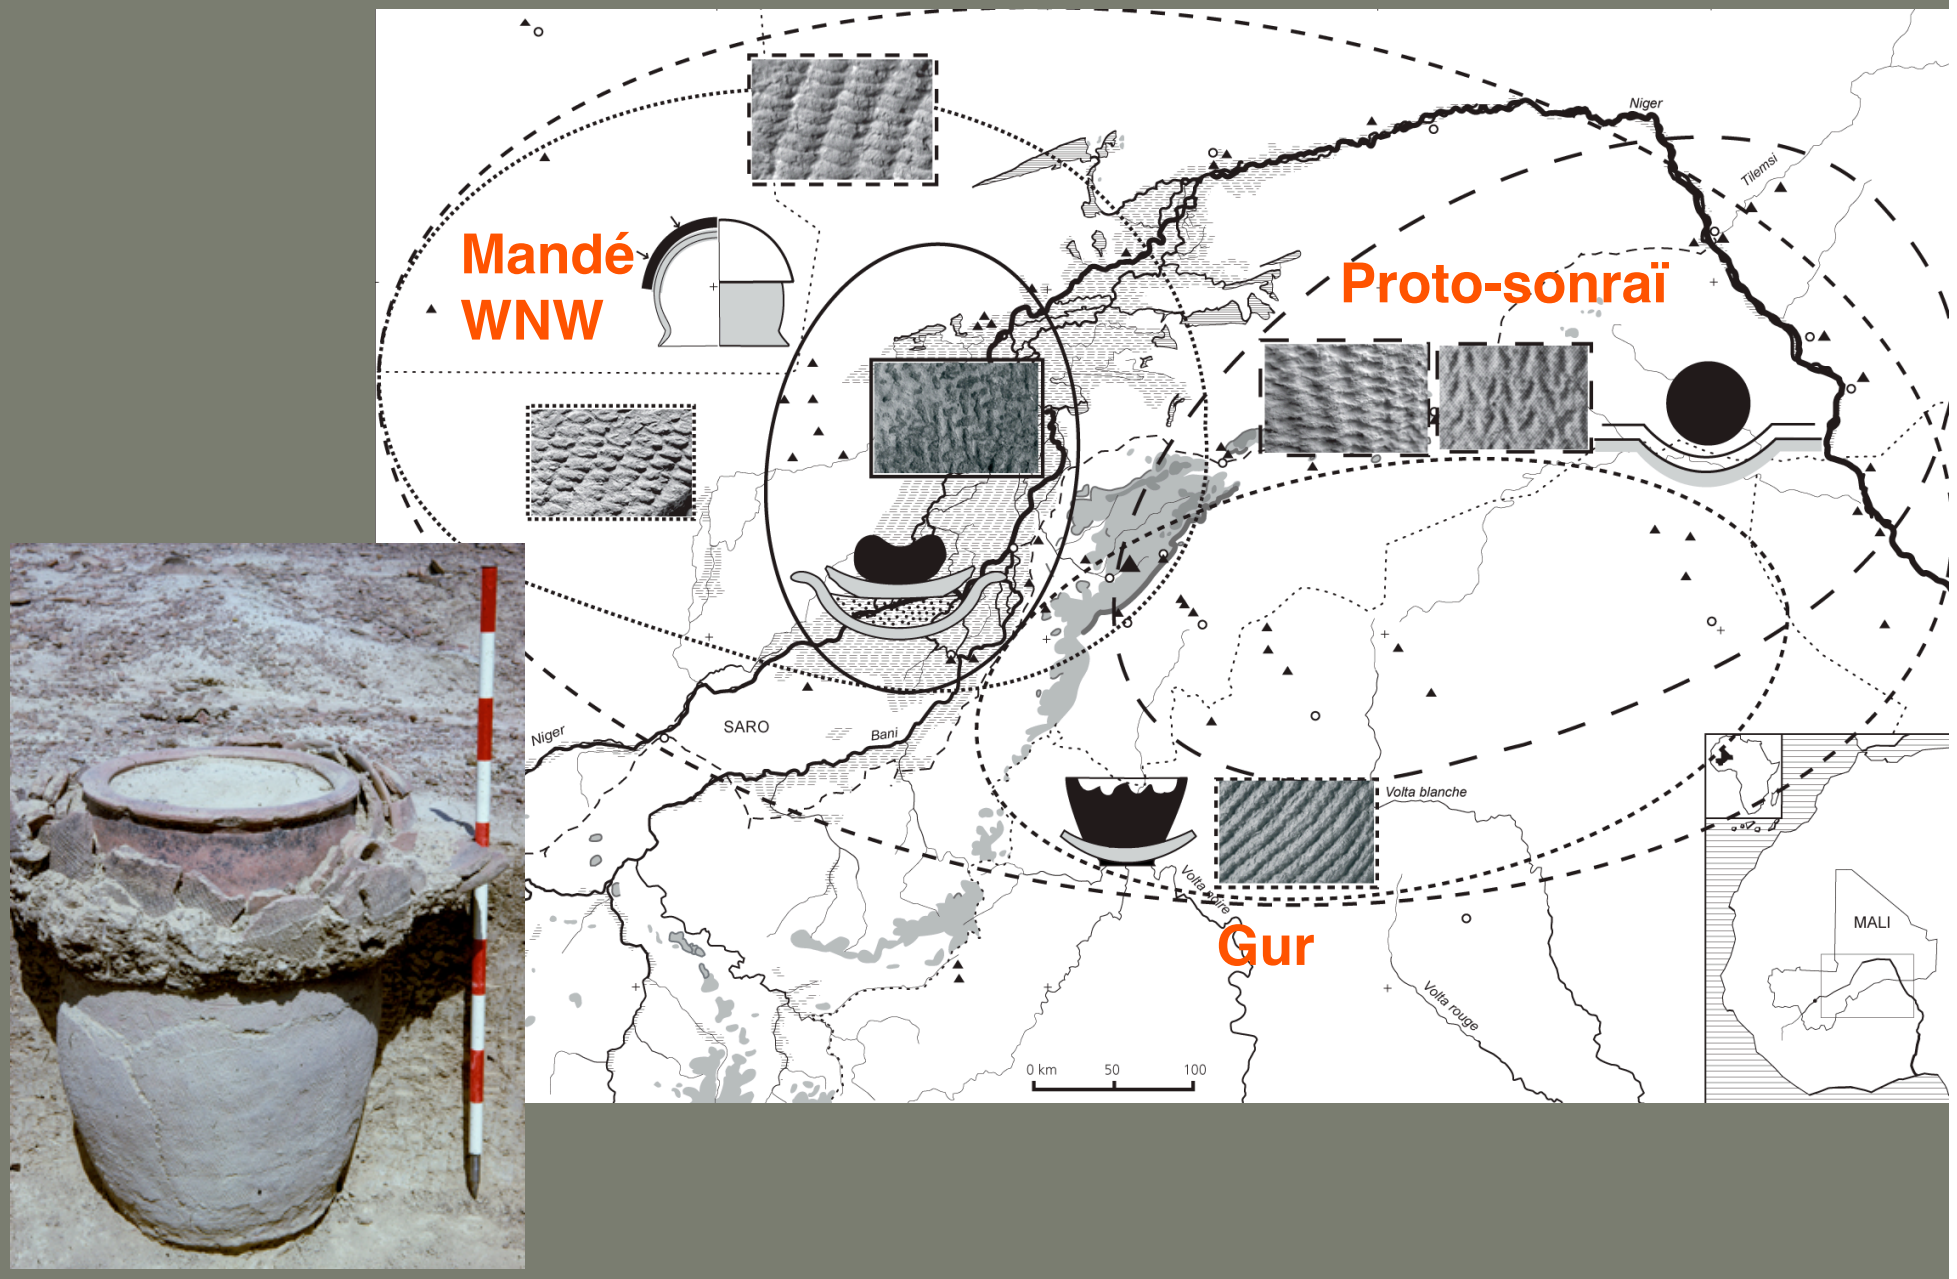 Niger
Tilemsi
Mandé
WNW
Proto-sonraï
SARO
Niger
Bani
Volta blanche
Volta noire
Gur
MALI
Volta rouge
0 km 50 100